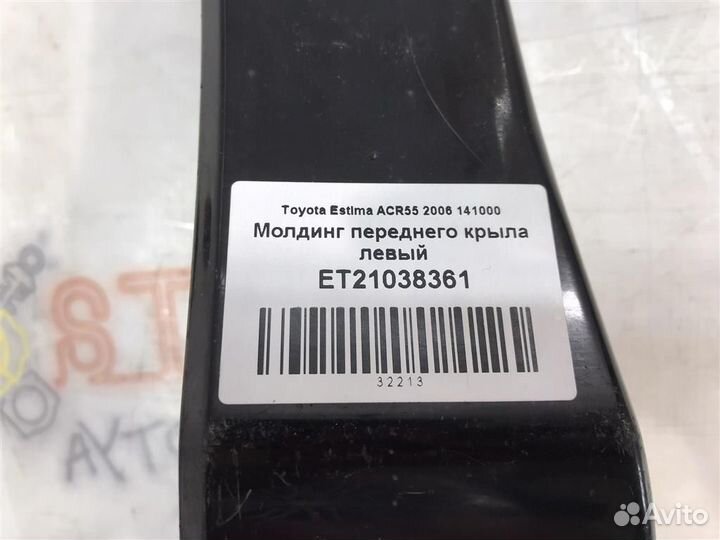 Toyota Estima ACR55 2006 141000
Молдинг переднего крыла
левый
ET21038361
32213
Avito